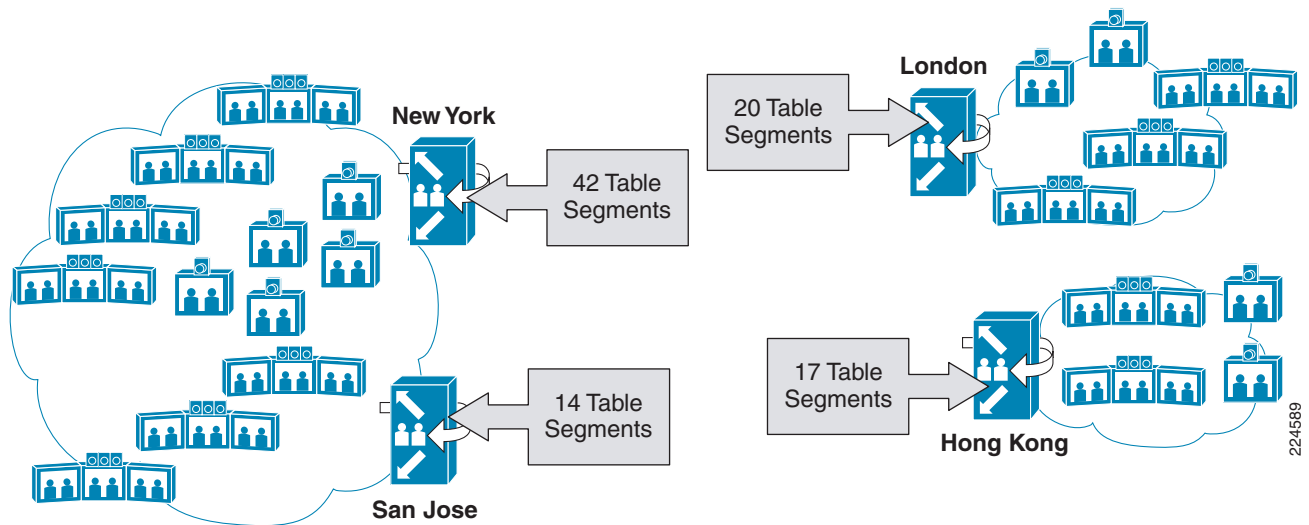 New York
42 Table
Segments
14 Table
Segments
San Jose
London
20 Table
Segments
17 Table
Segments
Hong Kong
224589